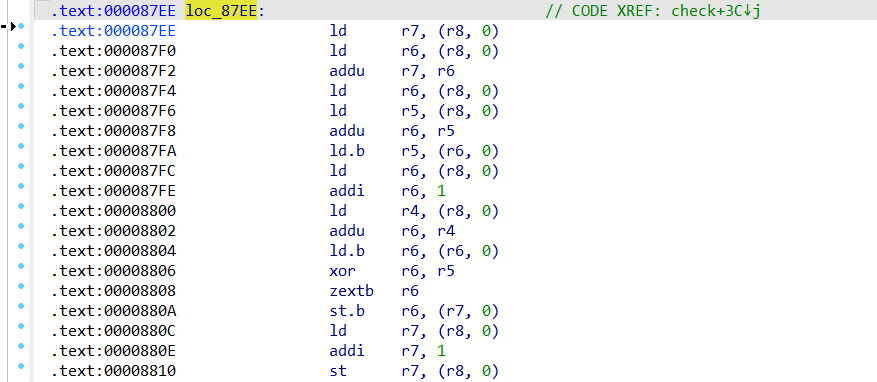 .text:000087EE loc_87EE: // CODE XREF: check+3C↓j
.text:000087EE ld r7, (r8, 0)
.text:000087F0 ld r6, (r8, 0)
.text:000087F2 addu r7, r6
.text:000087F4 ld r6, (r8, 0)
.text:000087F6 ld r5, (r8, 0)
.text:000087F8 addu r6, r5
.text:000087FA ld.b r5, (r6, 0)
.text:000087FC ld r6, (r8, 0)
.text:000087FE addi r6, 1
.text:00008800 ld r4, (r8, 0)
.text:00008802 addu r6, r4
.text:00008804 ld.b r6, (r6, 0)
.text:00008806 xor r6, r5
.text:00008808 zextb r6
.text:0000880A st.b r6, (r7, 0)
.text:0000880C ld r7, (r8, 0)
.text:0000880E addi r7, 1
.text:00008810 st r7, (r8, 0)